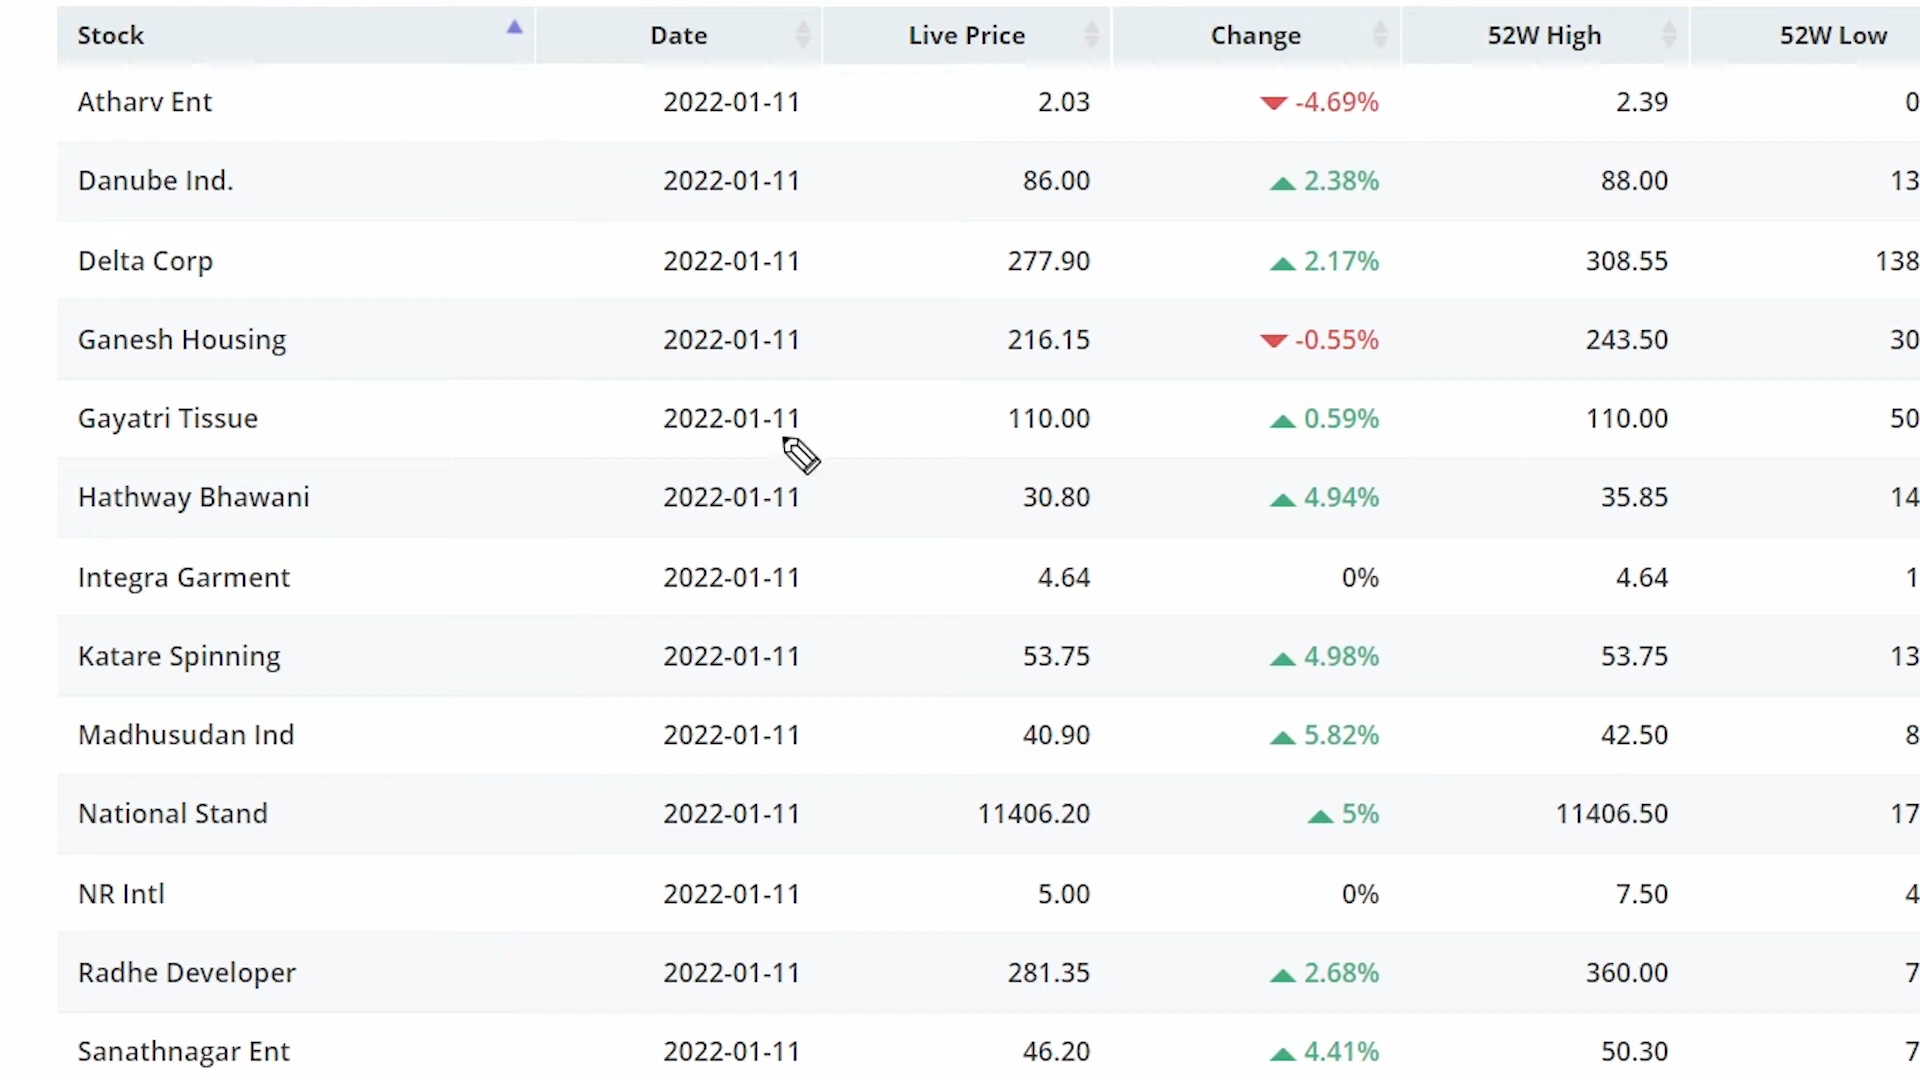 Stock Date Live Price Change 52W High 52W Low
Atharv Ent 2022-01-11 2.03 -4.69% 2.39 0
Danube Ind. 2022-01-11 86.00 2.38% 88.00 13
Delta Corp 2022-01-11 277.90 2.17% 308.55 138
Ganesh Housing 2022-01-11 216.15 -0.55% 243.50 30
Gayatri Tissue 2022-01-11 110.00 0.59% 110.00 50
Hathway Bhawani 2022-01-11 30.80 4.94% 35.85 14
Integra Garment 2022-01-11 4.64 0% 4.64 1
Katare Spinning 2022-01-11 53.75 4.98% 53.75 13
Madhusudan Ind 2022-01-11 40.90 5.82% 42.50 8
National Stand 2022-01-11 11406.20 5% 11406.50 17
NR Intl 2022-01-11 5.00 0% 7.50 4
Radhe Developer 2022-01-11 281.35 2.68% 360.00 7
Sanathnagar Ent 2022-01-11 46.20 4.41% 50.30 7